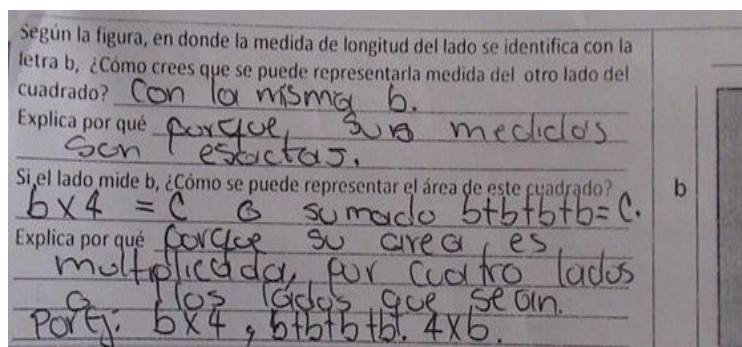 Según la figura, en donde la medida de longitud del lado se identifica con la
letra b, ¿Cómo crees que se puede representarla medida del otro lado del
cuadrado? Con la misma b.
Explica por qué porque sus medidas
son esactas.
Si el lado mide b, ¿Cómo se puede representar el área de este cuadrado?
b x 4 = C o sumado b+b+b+b= C.
Explica por qué porque su area es
multiplicada por cuatro lados
o los lados que sean.
Por Ej: b x 4, b+b+b+b. 4xb.
b